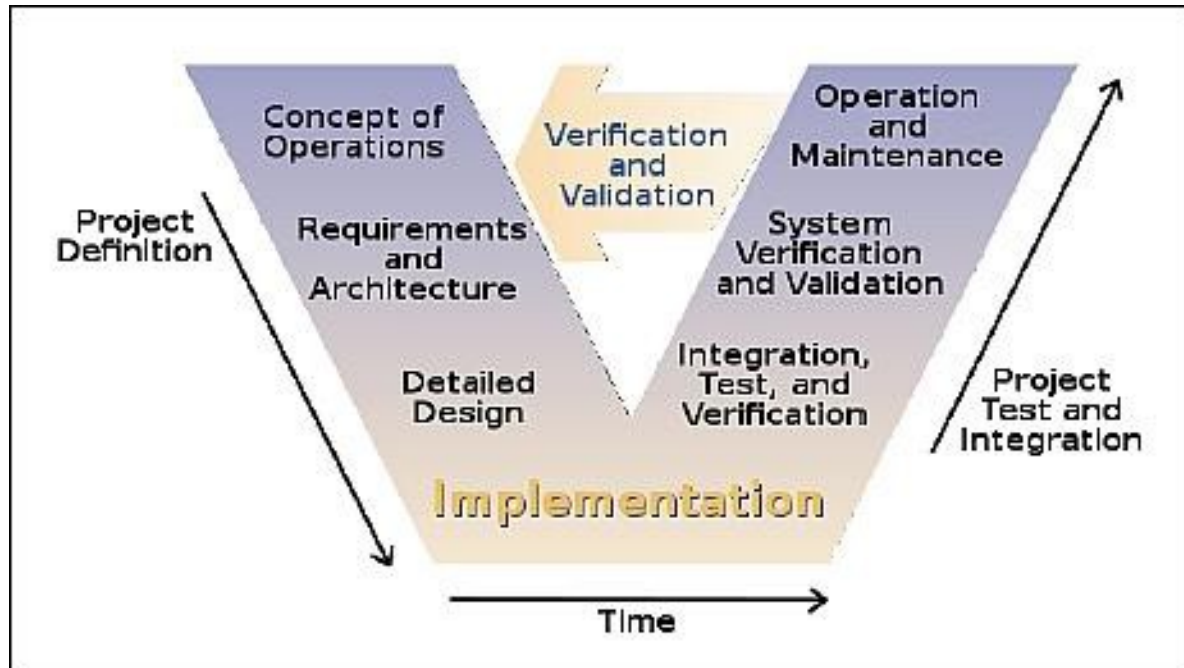 Concept of
Operations
Verification
and
Validation
Operation
and
Maintenance
Project
Definition
Requirements
and
Architecture
System
Verification
and Validation
Detailed
Design
Integration,
Test, and
Verification
Project
Test and
Integration
Implementation
Time